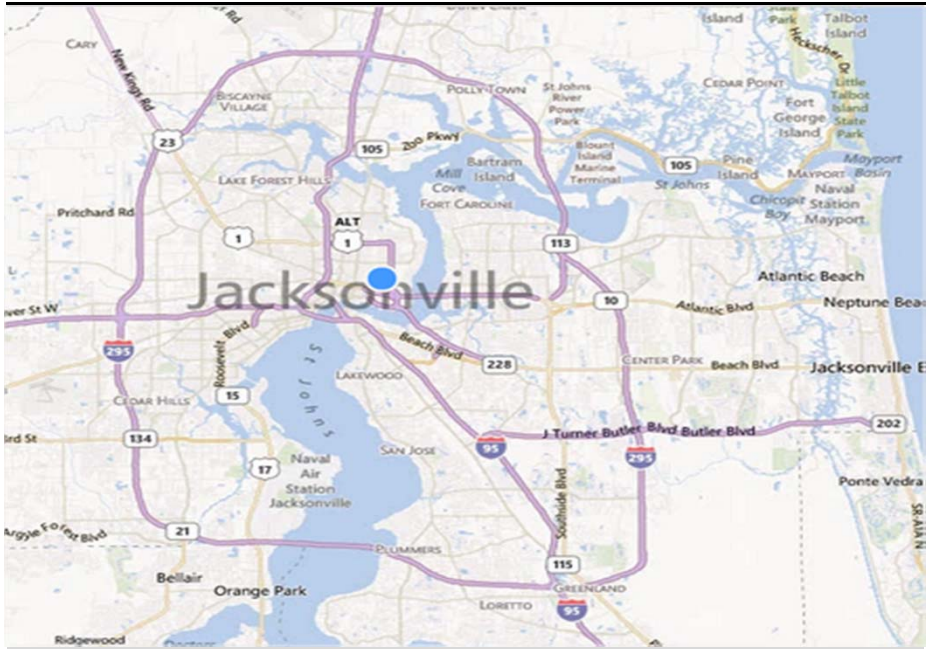 Island
State
Park
Talbot
Island
Heckscher Dr
CARY
New Kings Rd
BISCAYNE
VILLAGE
POLLY TOWN
St Johns
River
Power
Park
CEDAR POINT
Little
Talbot
Island
State
Park
Fort
George
Island
23
105
Zoo Pkwy
Blount
Island
Marine
Terminal
105
Pine
Island
Mayport
Basin
LAKE FOREST HILLS
Mill
Cove
Bartram
Island
St Johns
MAYPORT
Naval
Station
Mayport
FORT CAROLINE
Chicopit
Bay
Pritchard Rd
ALT
1
1
113
Atlantic Beach
Jacksonville
10
Atlantic Blvd
Neptune Bea
ver St W
295
Roosevelt Blvd
Beach Blvd
228
CENTER PARK
Beach Blvd
Jacksonville B
St Johns
LAKEWOOD
15
CEDAR HILLS
134
3rd St
SAN JOSE
95
J Turner Butler Blvd
Butler Blvd
202
295
17
Naval
Air
Station
Jacksonville
Southside Blvd
Ponte Vedra
SR-A1A N
Argyle Forest Blvd
21
PLUMMERS
115
Bellair
Orange Park
GREENLAND
LORETTO
95
Ridgewood
Doctors